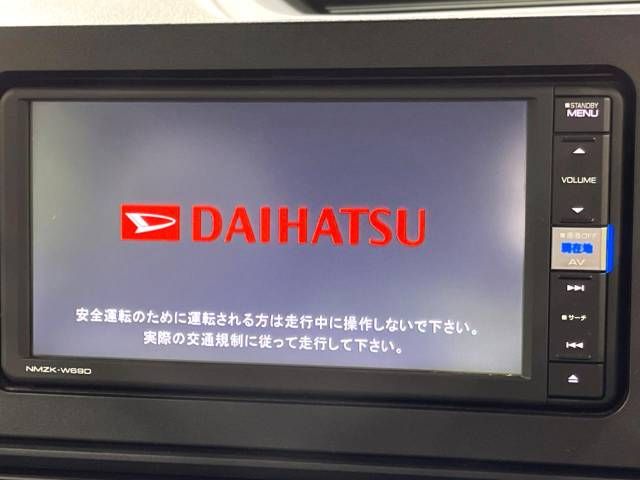 DAIHATSU
安全運転のために運転される方は走行中に操作しないで下さい。
実際の交通規制に従って走行して下さい。
NMZK-W69D
STANDBY
MENU
VOLUME
画面OFF
現在地
AV
サーチ